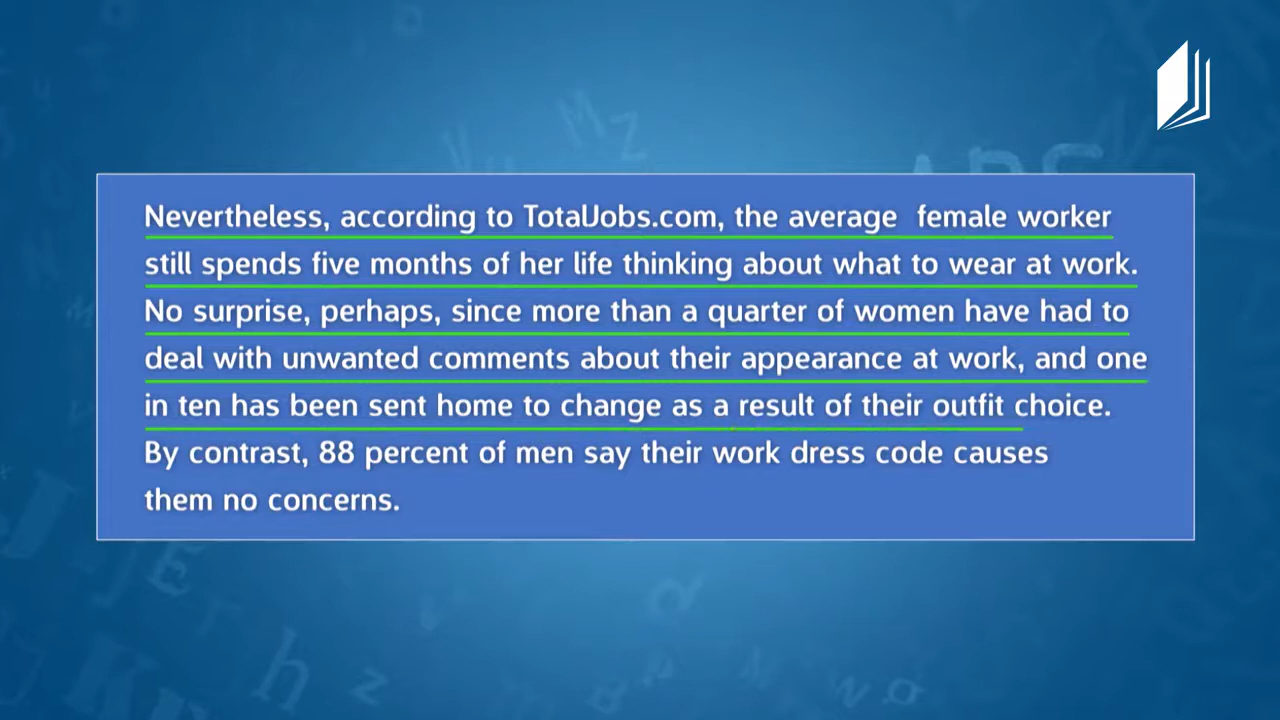 Nevertheless, according to TotalJobs.com, the average  female worker
still spends five months of her life thinking about what to wear at work.
No surprise, perhaps, since more than a quarter of women have had to
deal with unwanted comments about their appearance at work, and one
in ten has been sent home to change as a result of their outfit choice.
By contrast, 88 percent of men say their work dress code causes
them no concerns.